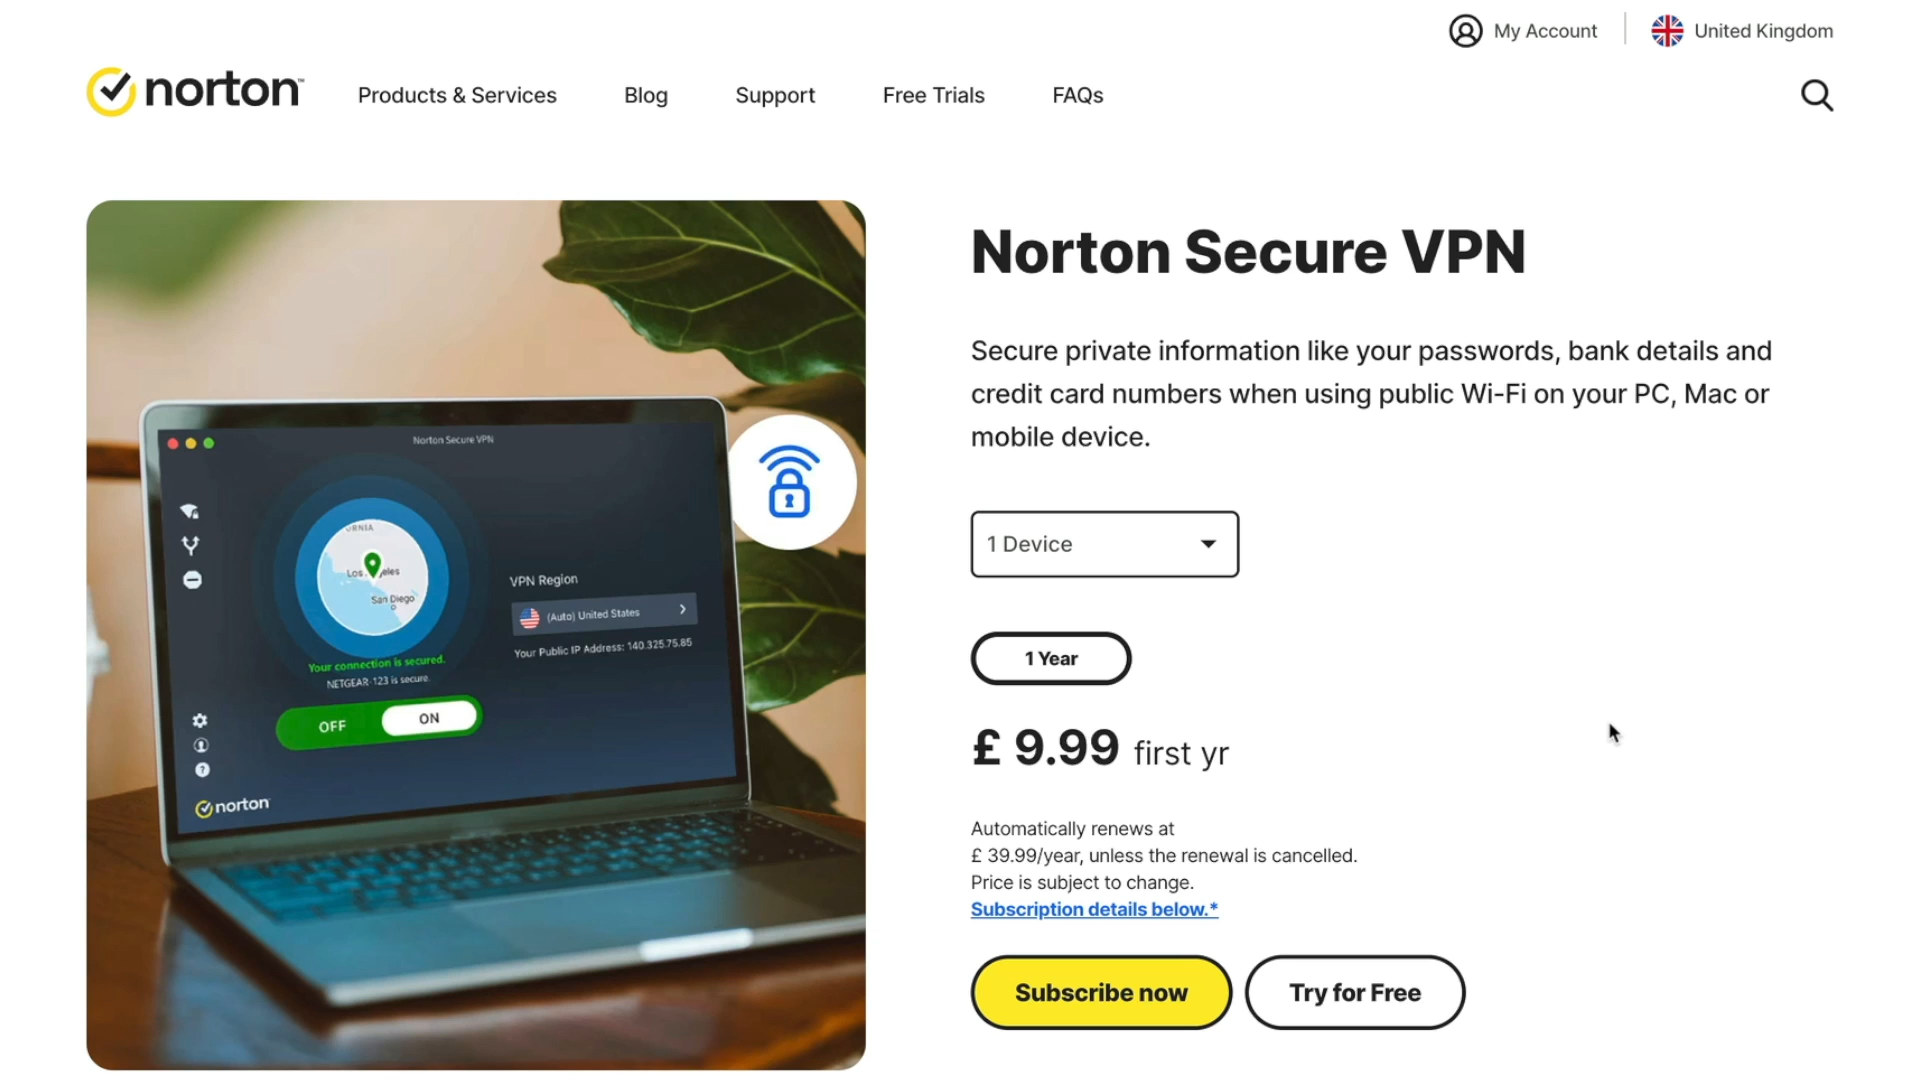 My Account
United Kingdom
norton™
Products & Services
Blog
Support
Free Trials
FAQs
Norton Secure VPN
Secure private information like your passwords, bank details and
credit card numbers when using public Wi-Fi on your PC, Mac or
mobile device.
1 Device
1 Year
£ 9.99 first yr
Automatically renews at
£ 39.99/year, unless the renewal is cancelled.
Price is subject to change.
Subscription details below.*
Subscribe now
Try for Free
Norton Secure VPN
San Diego
VPN Region
(Auto) United States
Your Public IP Address: 140.325.75.85
Your connection is secured.
NETGEAR-123 is secure.
OFF
ON
norton